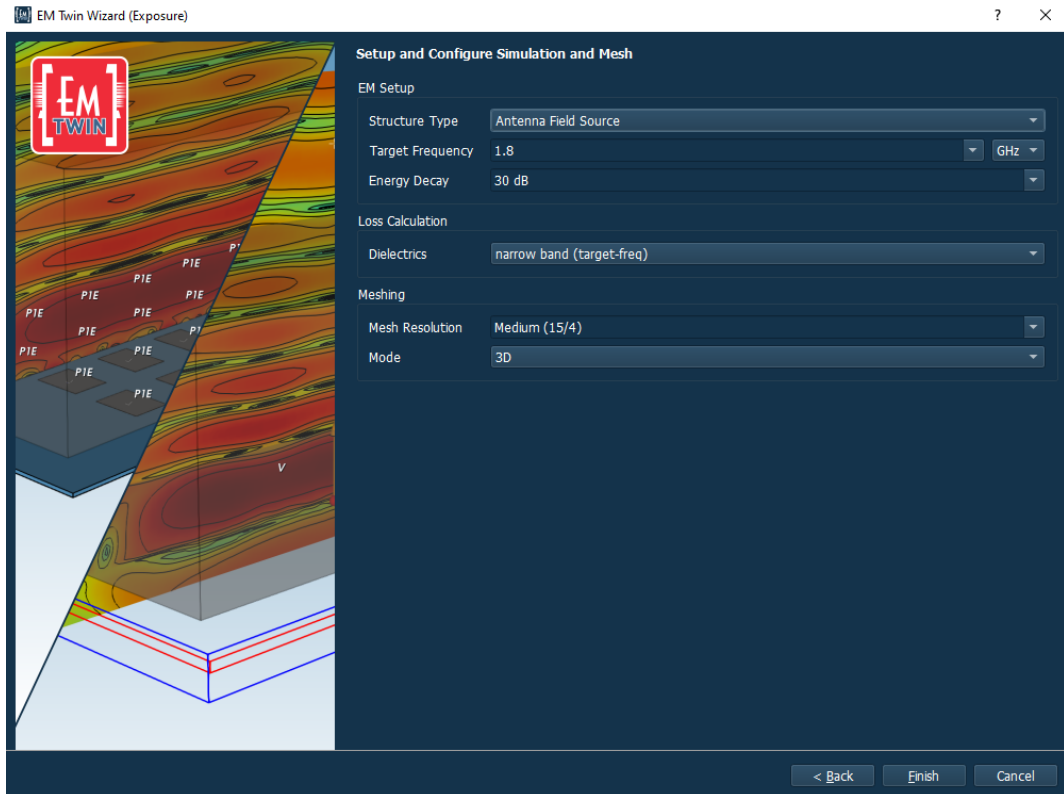 EM Twin Wizard (Exposure)
?
EM
TWIN
P1E
P1E
P1E
P1E
P1E
P1E
P1E
P1E
P1E
P1E
P1E
V
Setup and Configure Simulation and Mesh
EM Setup
Structure Type Antenna Field Source
Target Frequency 1.8 GHz
Energy Decay 30 dB
Loss Calculation
Dielectrics narrow band (target-freq)
Meshing
Mesh Resolution Medium (15/4)
Mode 3D
< Back Finish Cancel